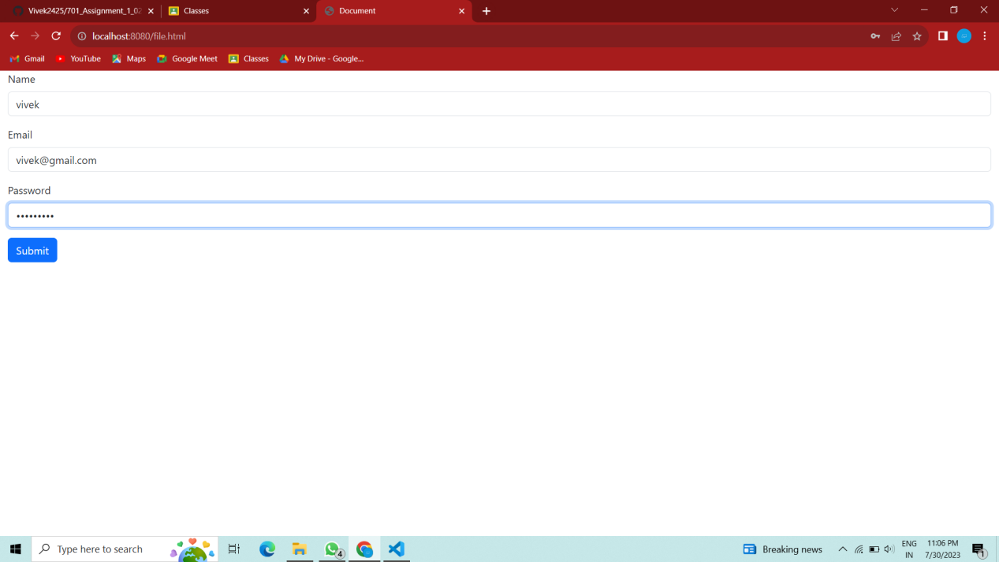 Vivek2425/701_Assignment_1_02
Classes
Document
localhost:8080/file.html
Gmail
YouTube
Maps
Google Meet
Classes
My Drive - Google...
Name
vivek
Email
vivek@gmail.com
Password
•••••••••
Submit
Type here to search
4
Breaking news
ENG
IN
11:06 PM
7/30/2023
1